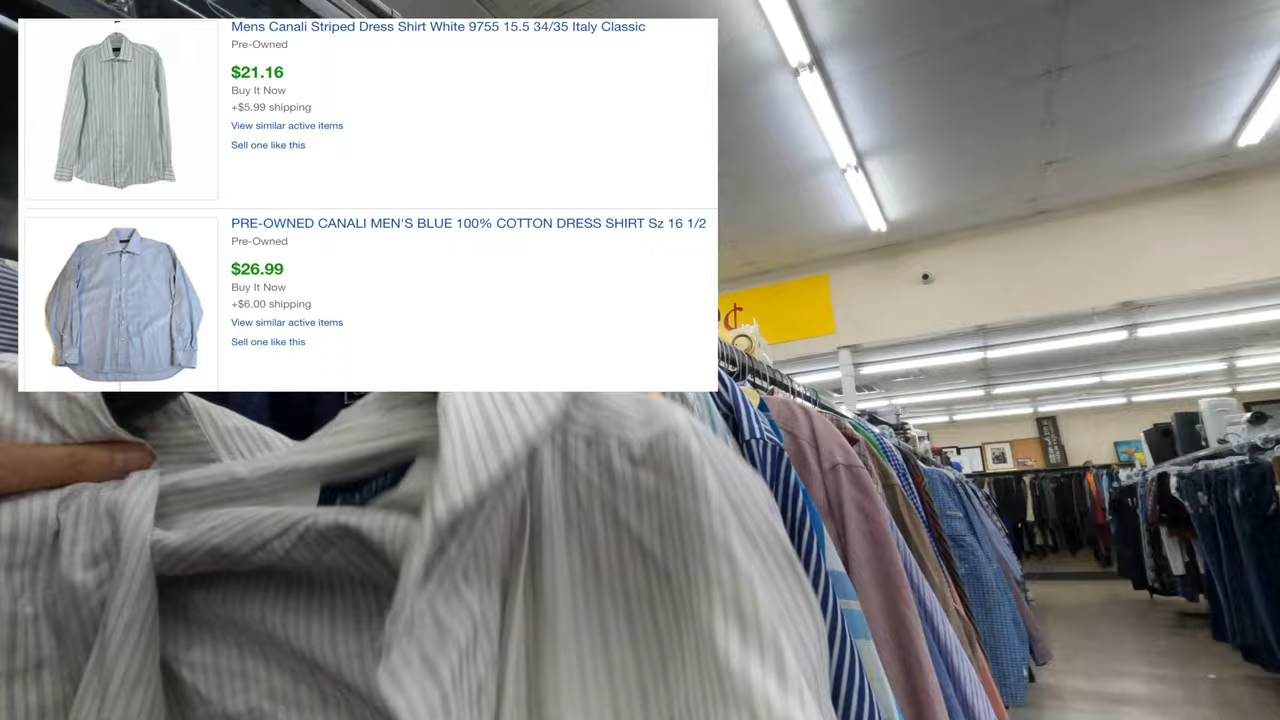 Mens Canali Striped Dress Shirt White 9755 15.5 34/35 Italy Classic
Pre-Owned
$21.16
Buy It Now
+$5.99 shipping
View similar active items
Sell one like this
PRE-OWNED CANALI MEN'S BLUE 100% COTTON DRESS SHIRT Sz 16 1/2
Pre-Owned
$26.99
Buy It Now
+$6.00 shipping
View similar active items
Sell one like this
¢